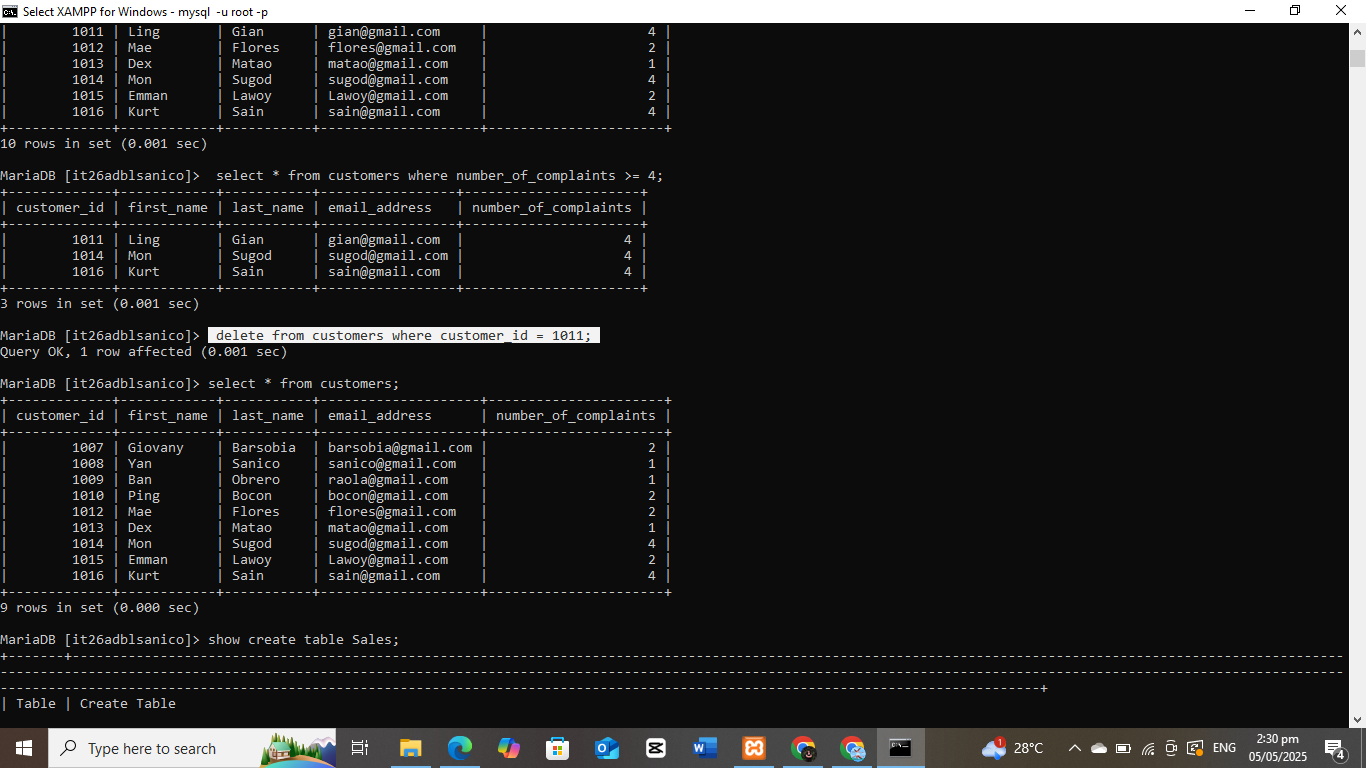 Select XAMPP for Windows - mysql  -u root -p
|        1011 | Ling       | Gian      | gian@gmail.com      |                    4 |
|        1012 | Mae        | Flores    | flores@gmail.com    |                    2 |
|        1013 | Dex        | Matao     | matao@gmail.com     |                    1 |
|        1014 | Mon        | Sugod     | sugod@gmail.com     |                    4 |
|        1015 | Emman      | Lawoy     | Lawoy@gmail.com     |                    2 |
|        1016 | Kurt       | Sain      | sain@gmail.com      |                    4 |
+-------------+------------+-----------+---------------------+----------------------+
10 rows in set (0.001 sec)
MariaDB [it26adblsanico]>  select * from customers where number_of_complaints >= 4;
+-------------+------------+-----------+------------------+----------------------+
| customer_id | first_name | last_name | email_address   | number_of_complaints |
+-------------+------------+-----------+------------------+----------------------+
|        1011 | Ling       | Gian      | gian@gmail.com  |                    4 |
|        1014 | Mon        | Sugod     | sugod@gmail.com |                    4 |
|        1016 | Kurt       | Sain      | sain@gmail.com  |                    4 |
+-------------+------------+-----------+------------------+----------------------+
3 rows in set (0.001 sec)
MariaDB [it26adblsanico]>  delete from customers where customer_id = 1011;
Query OK, 1 row affected (0.001 sec)
MariaDB [it26adblsanico]> select * from customers;
+-------------+------------+-----------+---------------------+----------------------+
| customer_id | first_name | last_name | email_address      | number_of_complaints |
+-------------+------------+-----------+---------------------+----------------------+
|        1007 | Giovany    | Barsobia  | barsobia@gmail.com |                    2 |
|        1008 | Yan        | Sanico    | sanico@gmail.com   |                    1 |
|        1009 | Ban        | Obrero    | raola@gmail.com    |                    1 |
|        1010 | Ping       | Bocon     | bocon@gmail.com    |                    2 |
|        1012 | Mae        | Flores    | flores@gmail.com   |                    2 |
|        1013 | Dex        | Matao     | matao@gmail.com    |                    1 |
|        1014 | Mon        | Sugod     | sugod@gmail.com    |                    4 |
|        1015 | Emman      | Lawoy     | Lawoy@gmail.com    |                    2 |
|        1016 | Kurt       | Sain      | sain@gmail.com     |                    4 |
+-------------+------------+-----------+---------------------+----------------------+
9 rows in set (0.000 sec)
MariaDB [it26adblsanico]> show create table Sales;
| Table | Create Table
Type here to search
1
28°C
ENG
2:30 pm
05/05/2025
4